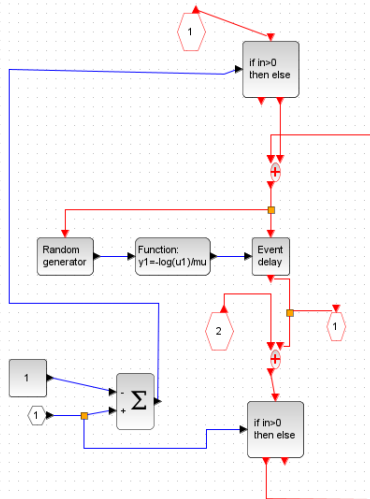 1
if in>0
then else
+
Random
generator
Function:
y1=-log(u1)/mu
Event
delay
2
1
+
1
-
+
Σ
1
if in>0
then else